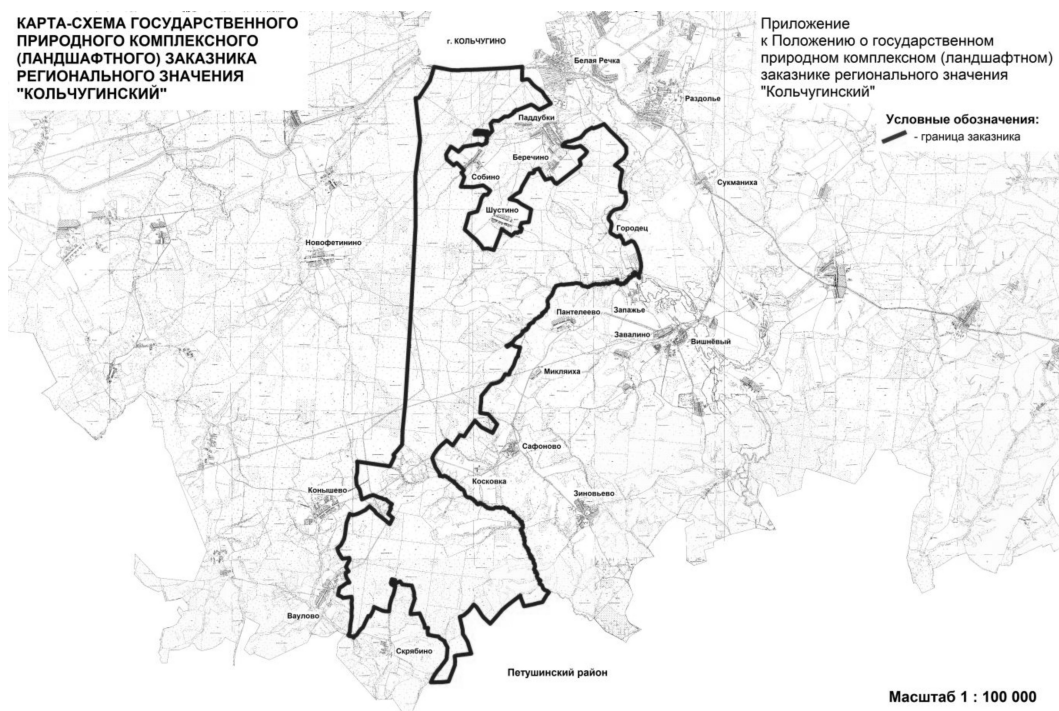 КАРТА-СХЕМА ГОСУДАРСТВЕННОГО
ПРИРОДНОГО КОМПЛЕКСНОГО
(ЛАНДШАФТНОГО) ЗАКАЗНИКА
РЕГИОНАЛЬНОГО ЗНАЧЕНИЯ
"КОЛЬЧУГИНСКИЙ"
Приложение
к Положению о государственном
природном комплексном (ландшафтном)
заказнике регионального значения
"Кольчугинский"
Условные обозначения:
- граница заказника
г. КОЛЬЧУГИНО
Белая Речка
Раздолье
Паддубки
Беречино
Собино
Сукманиха
Шустино
Городец
Новофетинино
Запажье
Пантелеево
Завалино
Вишнёвый
Микляиха
Сафоново
Косковка
Конышево
Зиновьево
Ваулово
Скрябино
Петушинский район
Масштаб 1 : 100 000